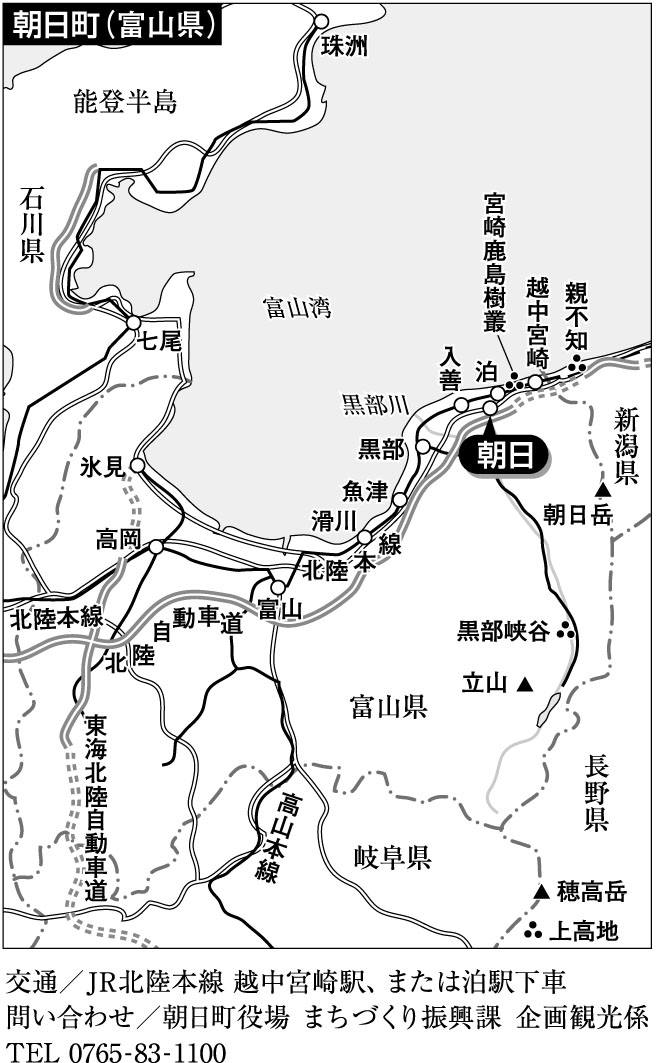 朝日町(富山県)
珠洲
能登半島
石川県
富山湾
宮崎鹿島樹叢
越中宮崎
親不知
七尾
入善
泊
黒部川
黒部
朝日
新潟県
氷見
魚津
朝日岳
滑川
高岡
北陸本線
富山
北陸本線
北陸自動車道
黒部峡谷
立山
富山県
東海北陸自動車道
長野県
高山本線
岐阜県
穂高岳
上高地
交通/JR北陸本線 越中宮崎駅、または泊駅下車
問い合わせ/朝日町役場 まちづくり振興課 企画観光係
TEL 0765-83-1100